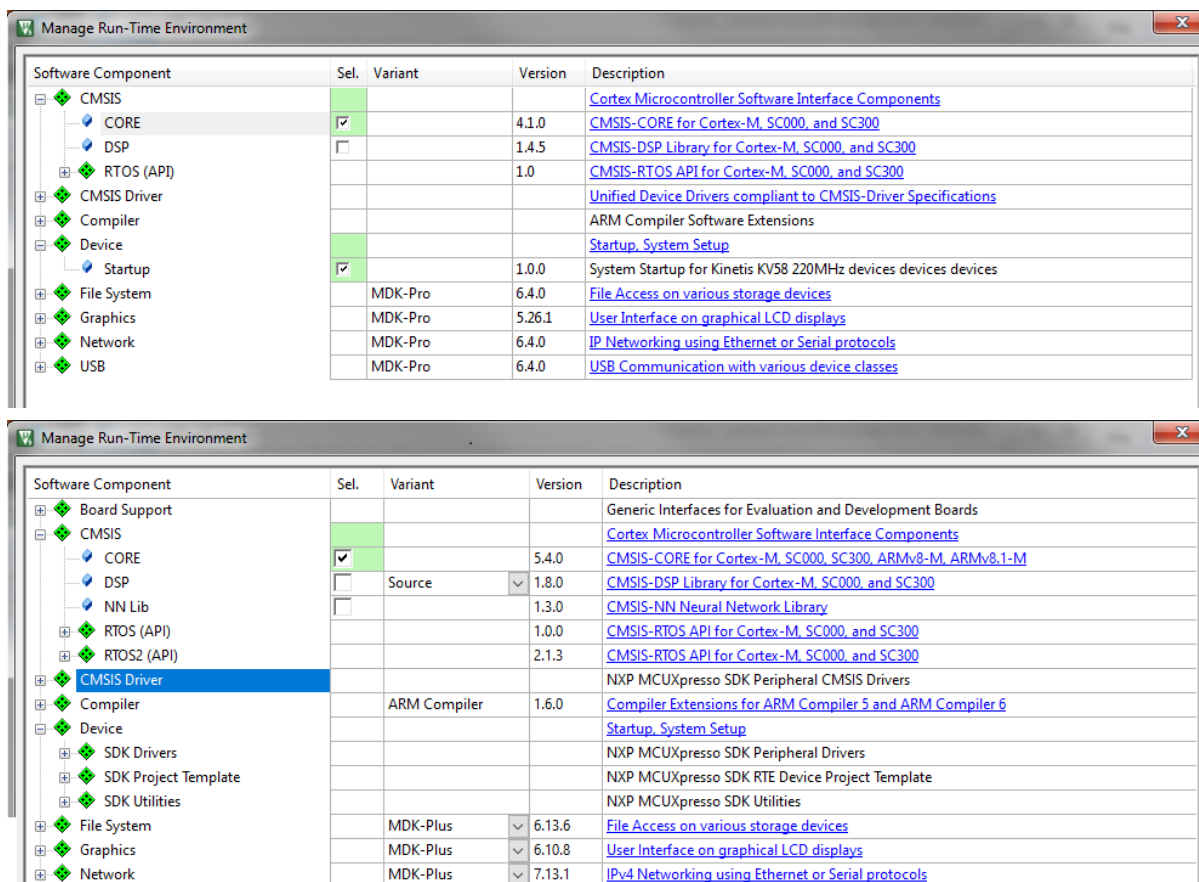 Manage Run-Time Environment
Software Component Sel. Variant Version Description
CMSIS Cortex Microcontroller Software Interface Components
CORE 4.1.0 CMSIS-CORE for Cortex-M, SC000, and SC300
DSP 1.4.5 CMSIS-DSP Library for Cortex-M, SC000, and SC300
RTOS (API) 1.0 CMSIS-RTOS API for Cortex-M, SC000, and SC300
CMSIS Driver Unified Device Drivers compliant to CMSIS-Driver Specifications
Compiler ARM Compiler Software Extensions
Device Startup, System Setup
Startup 1.0.0 System Startup for Kinetis KV58 220MHz devices devices devices
File System MDK-Pro 6.4.0 File Access on various storage devices
Graphics MDK-Pro 5.26.1 User Interface on graphical LCD displays
Network MDK-Pro 6.4.0 IP Networking using Ethernet or Serial protocols
USB MDK-Pro 6.4.0 USB Communication with various device classes
Manage Run-Time Environment
Software Component Sel. Variant Version Description
Board Support Generic Interfaces for Evaluation and Development Boards
CMSIS Cortex Microcontroller Software Interface Components
CORE 5.4.0 CMSIS-CORE for Cortex-M, SC000, SC300, ARMv8-M, ARMv8.1-M
DSP Source 1.8.0 CMSIS-DSP Library for Cortex-M, SC000, and SC300
NN Lib 1.3.0 CMSIS-NN Neural Network Library
RTOS (API) 1.0.0 CMSIS-RTOS API for Cortex-M, SC000, and SC300
RTOS2 (API) 2.1.3 CMSIS-RTOS API for Cortex-M, SC000, and SC300
CMSIS Driver NXP MCUXpresso SDK Peripheral CMSIS Drivers
Compiler ARM Compiler 1.6.0 Compiler Extensions for ARM Compiler 5 and ARM Compiler 6
Device Startup, System Setup
SDK Drivers NXP MCUXpresso SDK Peripheral Drivers
SDK Project Template NXP MCUXpresso SDK RTE Device Project Template
SDK Utilities NXP MCUXpresso SDK Utilities
File System MDK-Plus 6.13.6 File Access on various storage devices
Graphics MDK-Plus 6.10.8 User Interface on graphical LCD displays
Network MDK-Plus 7.13.1 IPv4 Networking using Ethernet or Serial protocols